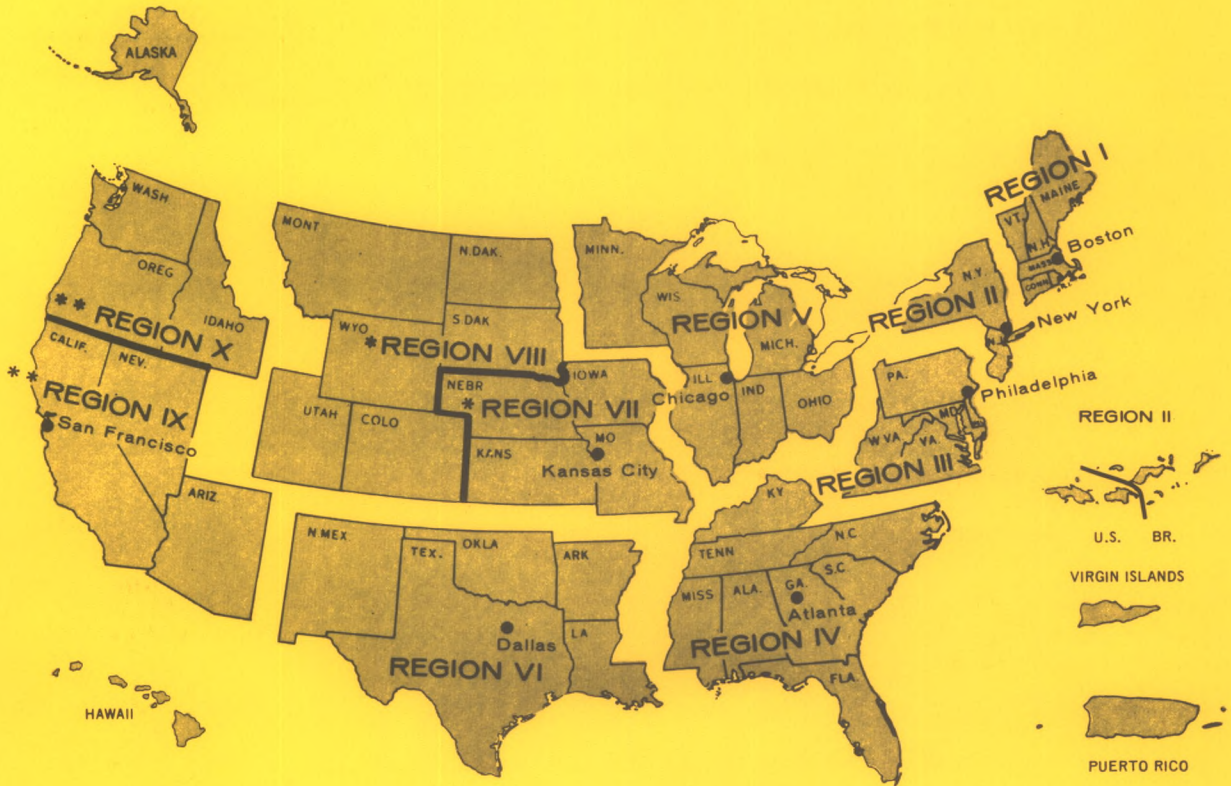 ALASKA
WASH
OREG
IDAHO
** REGION X
CALIF.
NEV.
** REGION IX
San Francisco
ARIZ.
HAWAII
MONT
N.DAK.
S.DAK
WYO
*REGION VIII
UTAH
COLO
NEBR
IOWA
* REGION VII
KANS
MO
Kansas City
N.MEX
TEX.
OKLA
ARK
LA
Dallas
REGION VI
MINN.
WIS.
REGION V
MICH.
ILL
Chicago
IND
OHIO
KY
TENN
N.C
S.C
MISS
ALA.
GA.
Atlanta
REGION IV
FLA.
REGION I
MAINE
VT.
N.H.
MASS
CONN.
R.I.
Boston
N.Y.
REGION II
New York
N.J.
PA.
Philadelphia
MD
W VA
VA.
REGION III
REGION II
U.S. BR.
VIRGIN ISLANDS
PUERTO RICO